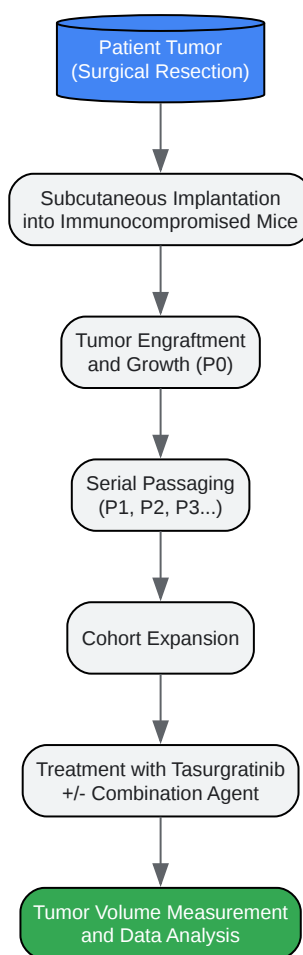 Patient Tumor
(Surgical Resection)
Subcutaneous Implantation
into Immunocompromised Mice
Tumor Engraftment
and Growth (P0)
Serial Passaging
(P1, P2, P3...)
Cohort Expansion
Treatment with Tasurgratinib
+/- Combination Agent
Tumor Volume Measurement
and Data Analysis